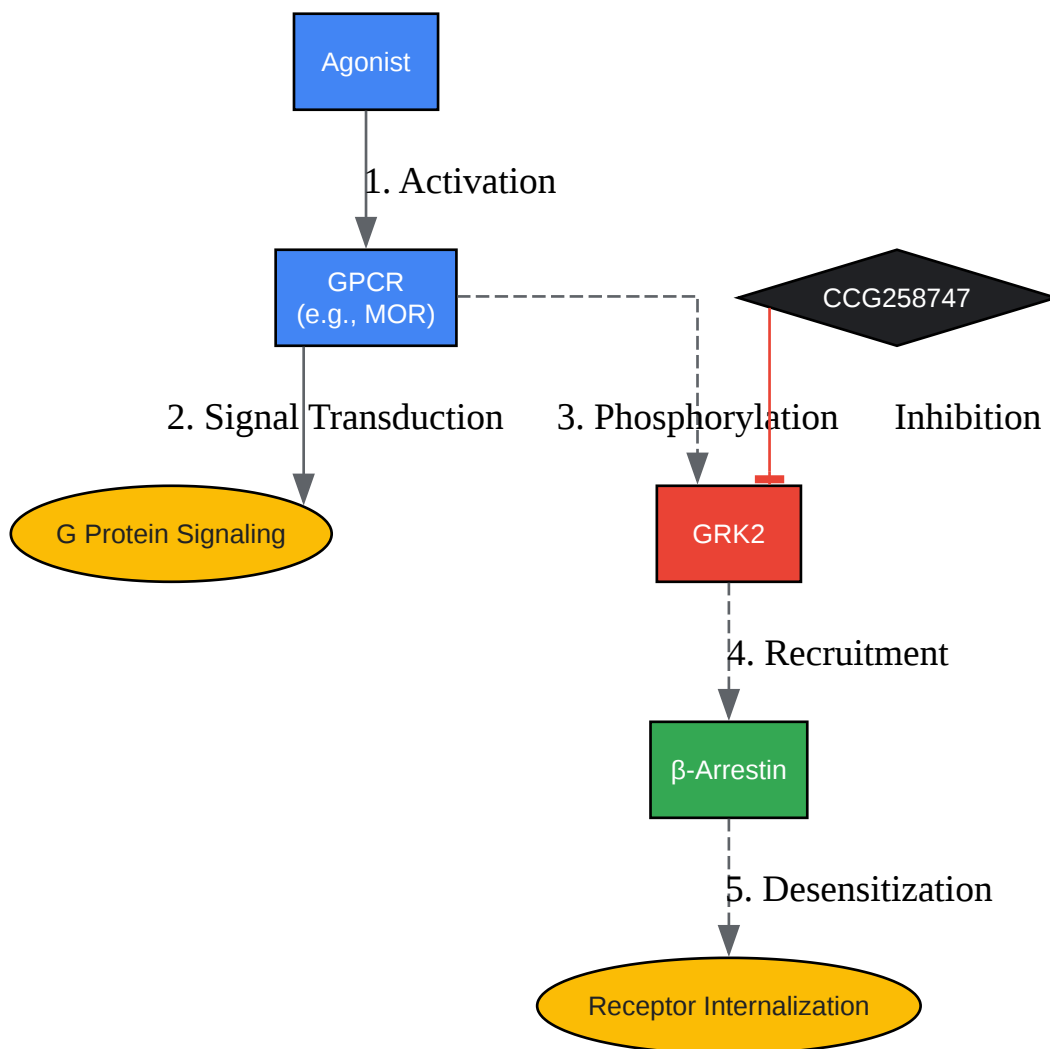 Agonist
1. Activation
GPCR
(e.g., MOR)
CCG258747
2. Signal Transduction
3. Phosphorylation
Inhibition
G Protein Signaling
GRK2
4. Recruitment
β-Arrestin
5. Desensitization
Receptor Internalization